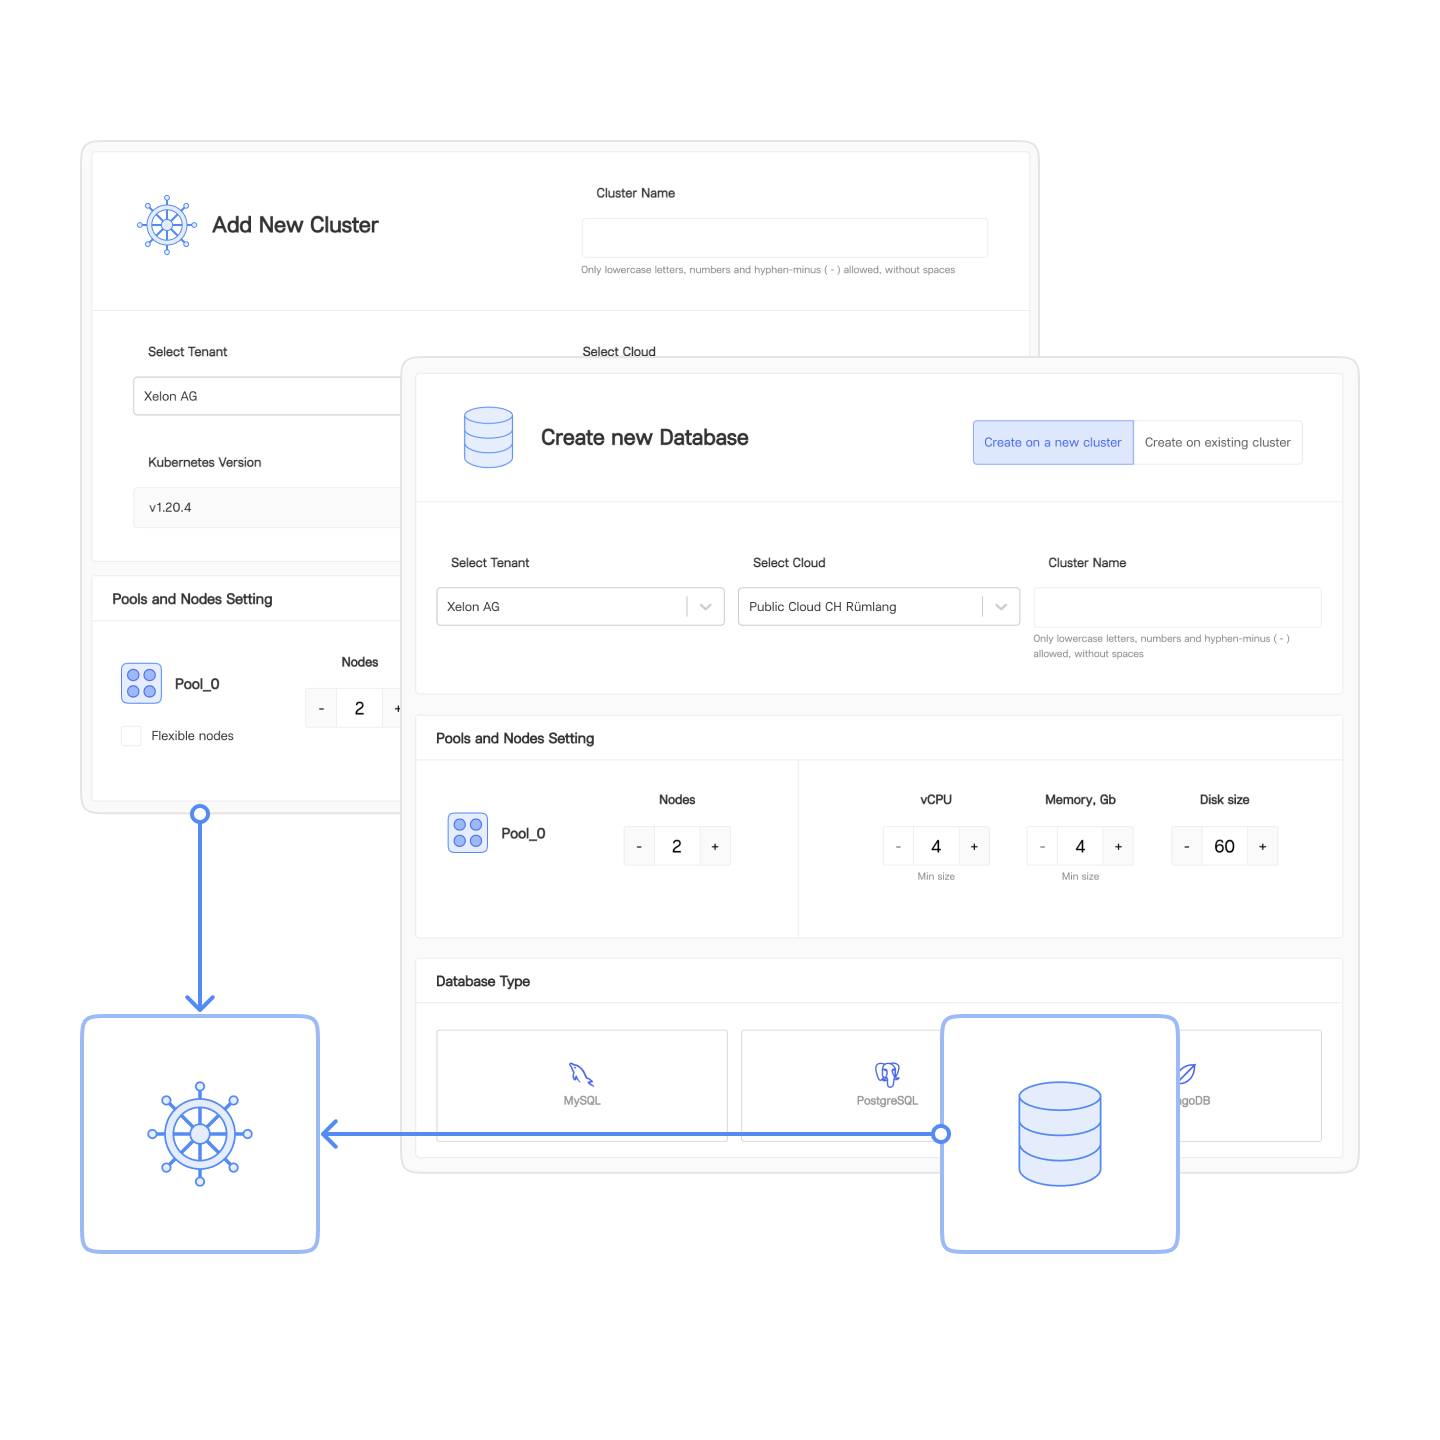 Add New Cluster
Cluster Name
Only lowercase letters, numbers and hyphen-minus ( - ) allowed, without spaces
Select Tenant
Select Cloud
Xelon AG
Kubernetes Version
v1.20.4
Pools and Nodes Setting
Pool_0
Nodes
- 2 +
Flexible nodes
Create new Database
Create on a new cluster
Create on existing cluster
Select Tenant
Select Cloud
Cluster Name
Xelon AG
Public Cloud CH Rümlang
Only lowercase letters, numbers and hyphen-minus ( - )
allowed, without spaces
Pools and Nodes Setting
Pool_0
Nodes
- 2 +
vCPU
- 4 +
Min size
Memory, Gb
- 4 +
Min size
Disk size
- 60 +
Database Type
MySQL
PostgreSQL
goDB